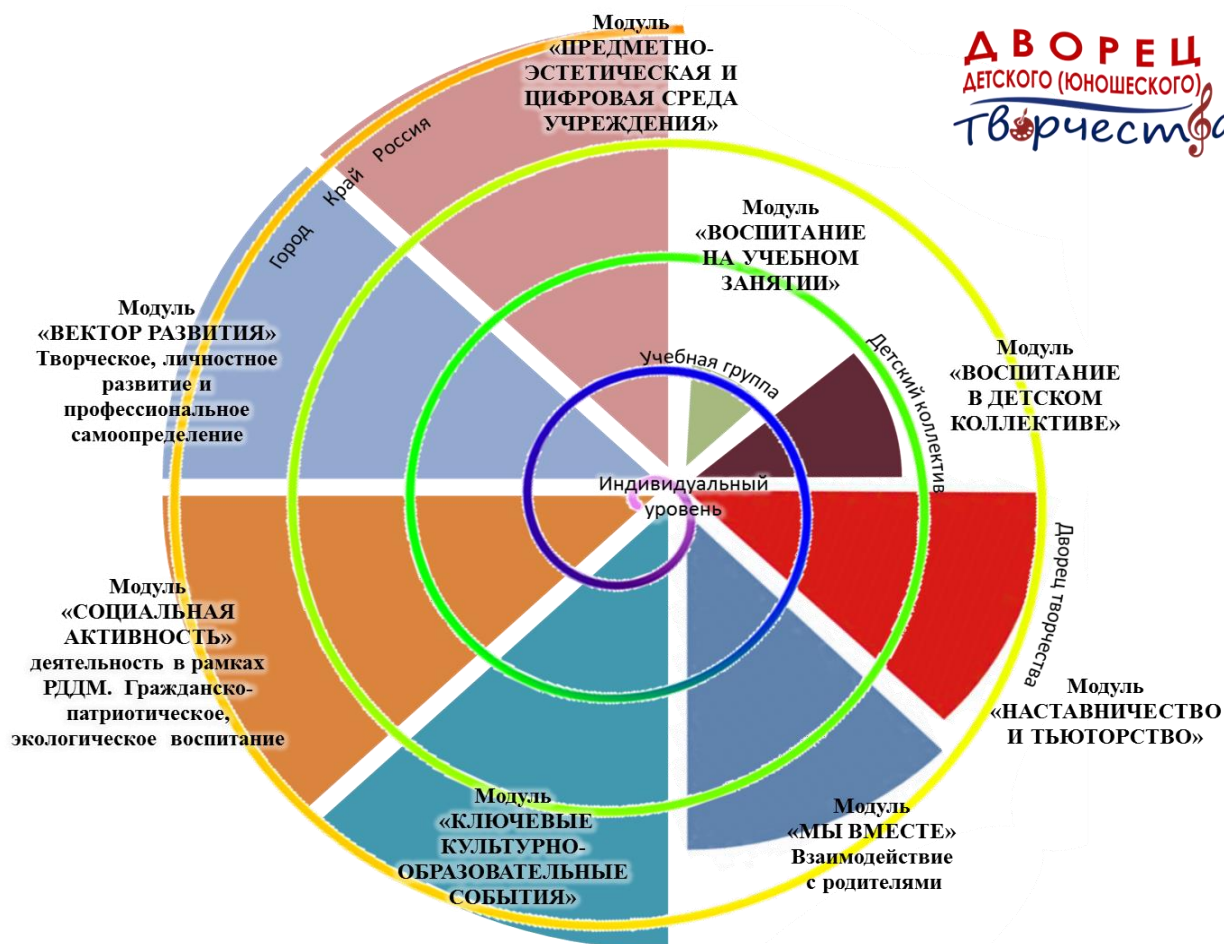 Модуль
«ПРЕДМЕТНО-
ЭСТЕТИЧЕСКАЯ И
ЦИФРОВАЯ СРЕДА
УЧРЕЖДЕНИЯ»
ДВОРЕЦ
ДЕТСКОГО (ЮНОШЕСКОГО)
творчества
Город Край Россия
Модуль
«ВОСПИТАНИЕ
НА УЧЕБНОМ
ЗАНЯТИИ»
Модуль
«ВЕКТОР РАЗВИТИЯ»
Творческое, личностное
развитие и
профессиональное
самоопределение
Учебная группа
Детский коллектив
Модуль
«ВОСПИТАНИЕ
В ДЕТСКОМ
КОЛЛЕКТИВЕ»
Индивидуальный
уровень
Дворец творчества
Модуль
«СОЦИАЛЬНАЯ
АКТИВНОСТЬ»
деятельность в рамках
РДДМ. Гражданско-
патриотическое,
экологическое воспитание
Модуль
«НАСТАВНИЧЕСТВО
И ТЬЮТОРСТВО»
Модуль
«КЛЮЧЕВЫЕ
КУЛЬТУРНО-
ОБРАЗОВАТЕЛЬНЫЕ
СОБЫТИЯ»
Модуль
«МЫ ВМЕСТЕ»
Взаимодействие
с родителями